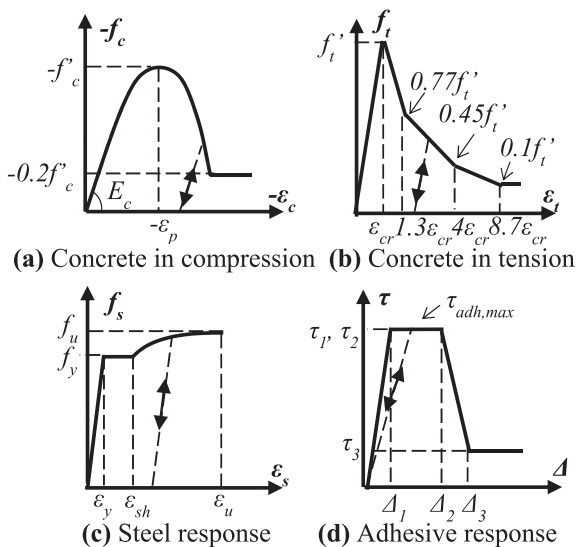 -f_c
-f'_c
-0.2f'_c
E_c
-ε_p
-ε_c
(a) Concrete in compression
f_t
f_t'
0.77f_t'
0.45f_t'
0.1f_t'
ε_t
ε_cr 1.3ε_cr 4ε_cr 8.7ε_cr
(b) Concrete in tension
f_s
f_u
f_y
ε_s
ε_y ε_sh ε_u
(c) Steel response
τ
τ_adh,max
τ_1, τ_2
τ_3
Δ
Δ_1 Δ_2 Δ_3
(d) Adhesive response